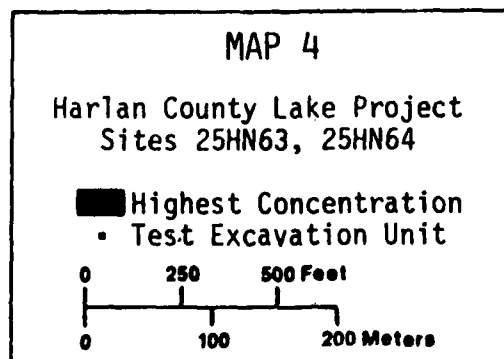 MAP 4
Harlan County Lake Project
Sites 25HN63, 25HN64
Highest Concentration
Test Excavation Unit
0 250 500 Feet
0 100 200 Meters